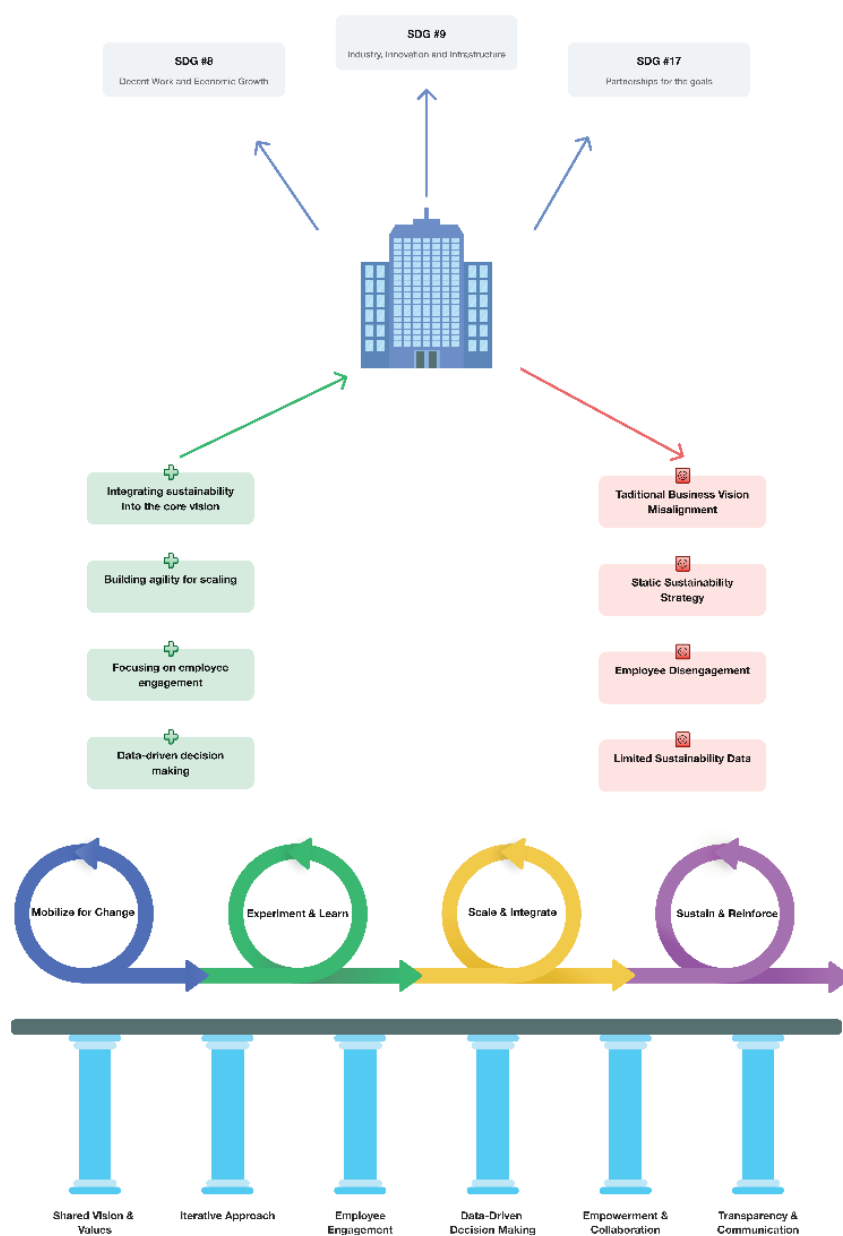 SDG #9
Industry, Innovation and Infrastructure
SDG #8
Decent Work and Economic Growth
SDG #17
Partnerships for the goals
Integrating sustainability
into the core vision
Building agility for scaling
Focusing on employee
engagement
Data-driven decision
making
Taditional Business Vision
Misalignment
Static Sustainability
Strategy
Employee Disengagement
Limited Sustainability Data
Mobilize for Change
Experiment & Learn
Scale & Integrate
Sustain & Reinforce
Shared Vision &
Values
Iterative Approach
Employee
Engagement
Data-Driven
Decision Making
Empowerment &
Collaboration
Transparency &
Communication